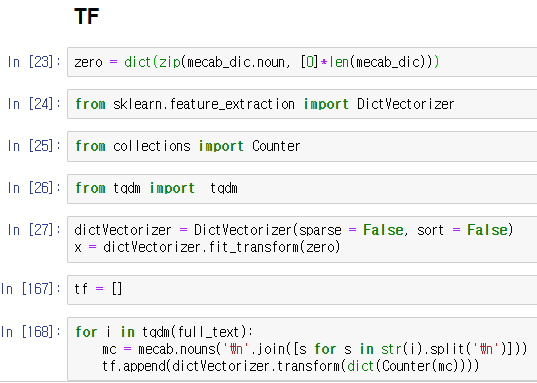 TF
In [23]: zero = dict(zip(mecab_dic.noun, [0]*len(mecab_dic)))
In [24]: from sklearn.feature_extraction import DictVectorizer
In [25]: from collections import Counter
In [26]: from tqdm import  tqdm
In [27]: dictVectorizer = DictVectorizer(sparse = False, sort = False)
x = dictVectorizer.fit_transform(zero)
In [167]: tf = []
In [168]: for i in tqdm(full_text):
    mc = mecab.nouns('₩n'.join([s for s in str(i).split('₩n')]))
    tf.append(dictVectorizer.transform(dict(Counter(mc))))